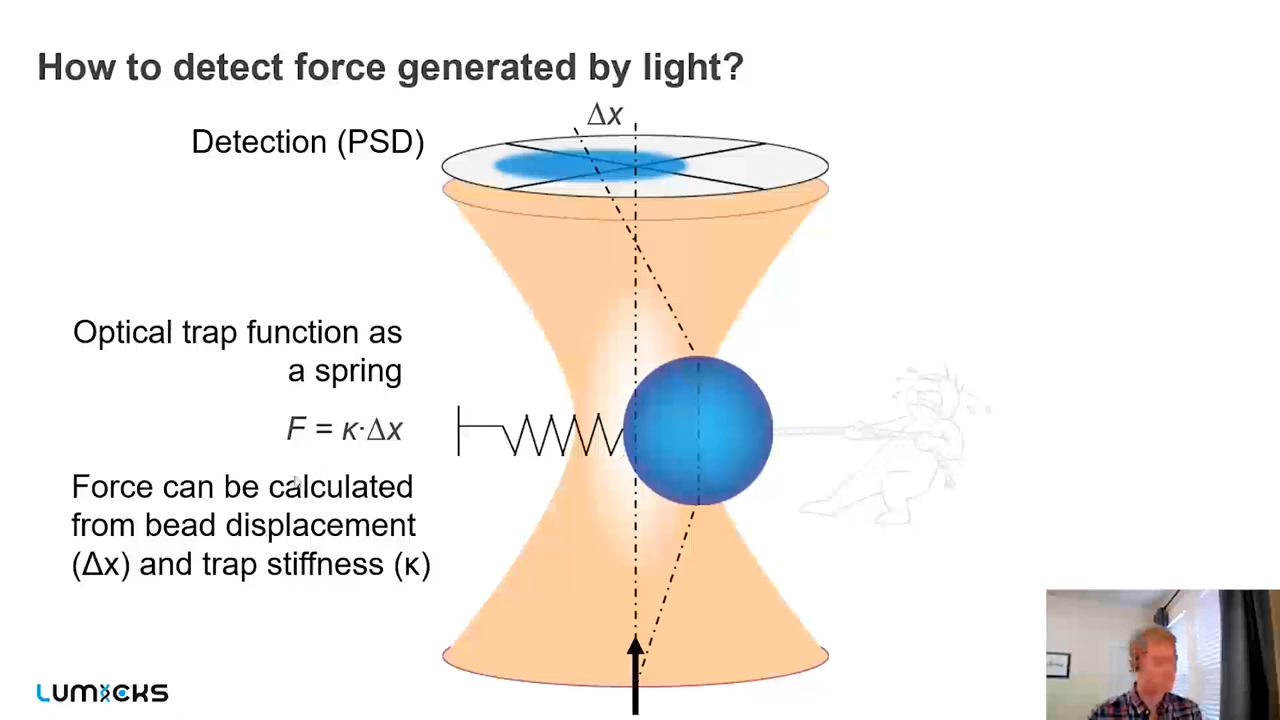 How to detect force generated by light?
Δx
Detection (PSD)
Optical trap function as
a spring
F = κ·Δx
Force can be calculated
from bead displacement
(Δx) and trap stiffness (κ)
LUMICKS